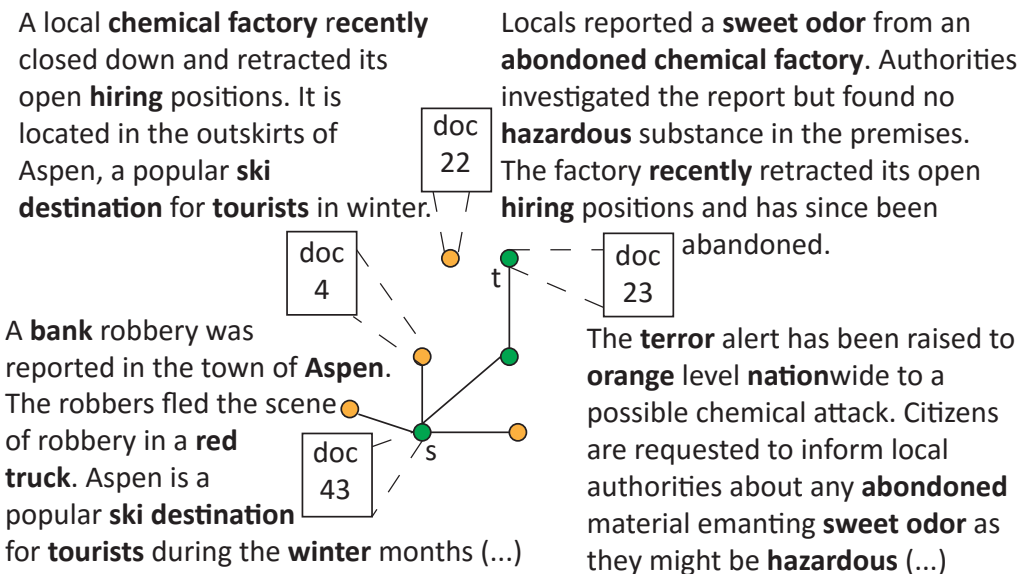 A local chemical factory recently
closed down and retracted its
open hiring positions. It is
located in the outskirts of
Aspen, a popular ski
destination for tourists in winter.
Locals reported a sweet odor from an
abondoned chemical factory. Authorities
investigated the report but found no
hazardous substance in the premises.
The factory recently retracted its open
hiring positions and has since been
abandoned.
doc
22
doc
4
t
doc
23
A bank robbery was
reported in the town of Aspen.
The robbers fled the scene
of robbery in a red
truck. Aspen is a
popular ski destination
for tourists during the winter months (...)
s
doc
43
The terror alert has been raised to
orange level nationwide to a
possible chemical attack. Citizens
are requested to inform local
authorities about any abondoned
material emanting sweet odor as
they might be hazardous (...)